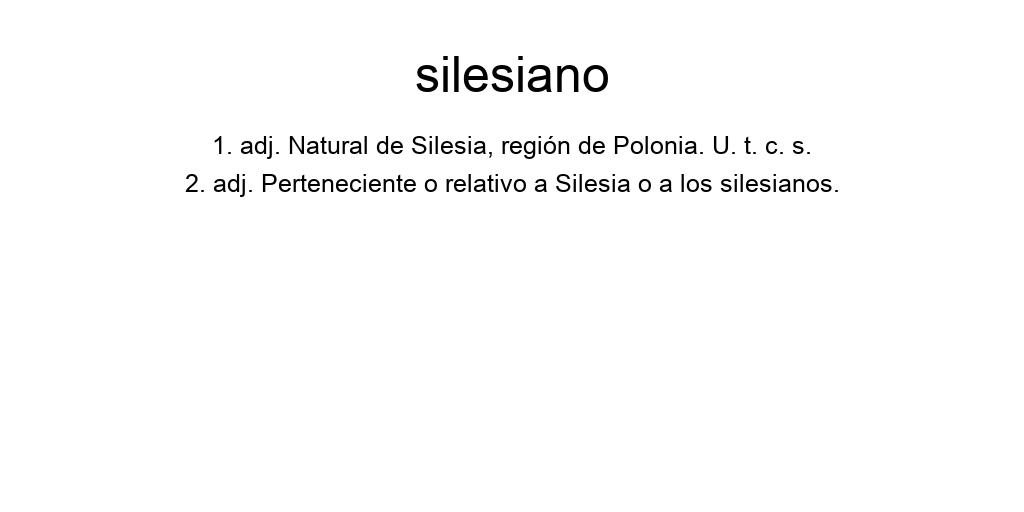 silesiano
1. adj. Natural de Silesia, región de Polonia. U. t. c. s.
2. adj. Perteneciente o relativo a Silesia o a los silesianos.